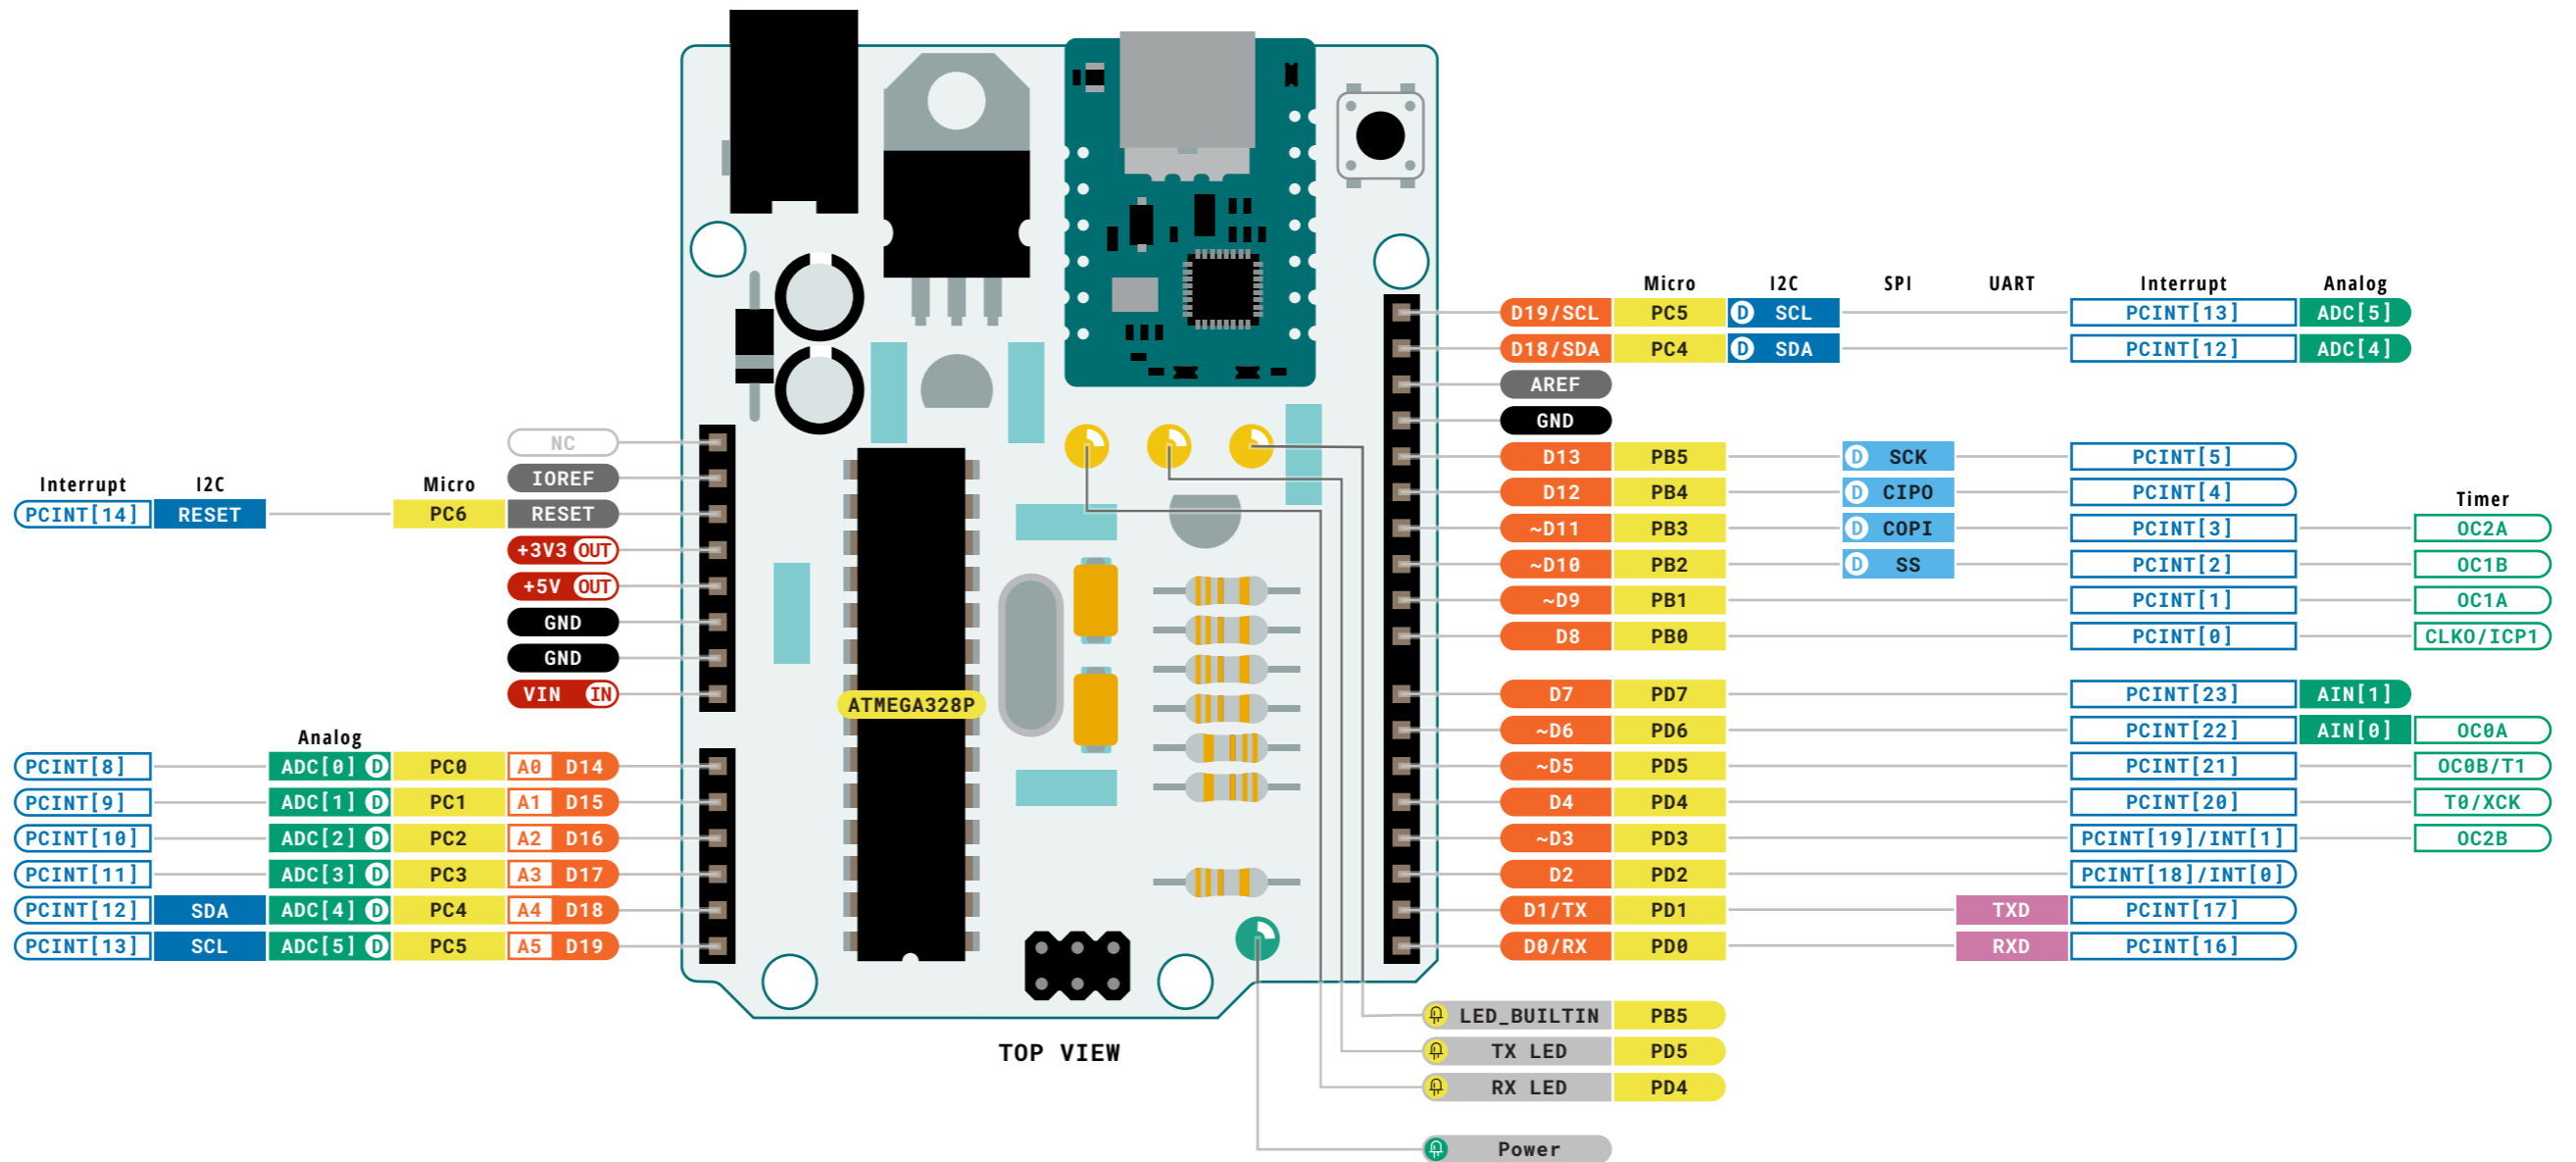 Micro I2C SPI UART Interrupt Analog
D19/SCL PC5 D SCL PCINT[13] ADC[5]
D18/SDA PC4 D SDA PCINT[12] ADC[4]
AREF
GND
D13 PB5 D SCK PCINT[5]
D12 PB4 D CIPO PCINT[4]
Timer
~D11 PB3 D COPI PCINT[3] OC2A
~D10 PB2 D SS PCINT[2] OC1B
~D9 PB1 PCINT[1] OC1A
D8 PB0 PCINT[0] CLKO/ICP1
D7 PD7 PCINT[23] AIN[1]
~D6 PD6 PCINT[22] AIN[0] OC0A
~D5 PD5 PCINT[21] OC0B/T1
D4 PD4 PCINT[20] T0/XCK
~D3 PD3 PCINT[19]/INT[1] OC2B
D2 PD2 PCINT[18]/INT[0]
D1/TX PD1 TXD PCINT[17]
D0/RX PD0 RXD PCINT[16]
NC
IOREF
Interrupt I2C Micro
PCINT[14] RESET PC6 RESET
+3V3 OUT
+5V OUT
GND
GND
VIN IN
Analog
PCINT[8] ADC[0] D PC0 A0 D14
PCINT[9] ADC[1] D PC1 A1 D15
PCINT[10] ADC[2] D PC2 A2 D16
PCINT[11] ADC[3] D PC3 A3 D17
PCINT[12] SDA ADC[4] D PC4 A4 D18
PCINT[13] SCL ADC[5] D PC5 A5 D19
ATMEGA328P
TOP VIEW
LED_BUILTIN PB5
TX LED PD5
RX LED PD4
Power